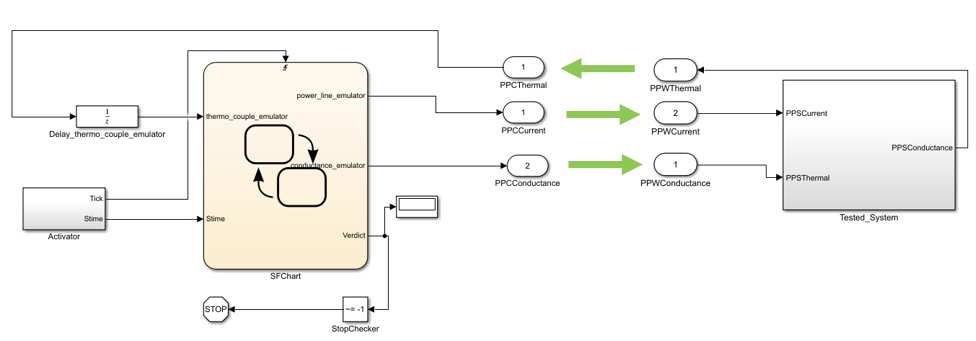 1
PPCThermal
1
PPWThermal
power_line_emulator
1
z
Delay_thermo_couple_emulator
thermo_couple_emulator
1
PPCCurrent
2
PPWCurrent
PPSCurrent
PPSConductance
conductance_emulator
2
PPCConductance
1
PPWConductance
PPSThermal
Tested_System
Tick
Stime
Activator
Stime
Verdict
SFChart
STOP
~= -1
StopChecker